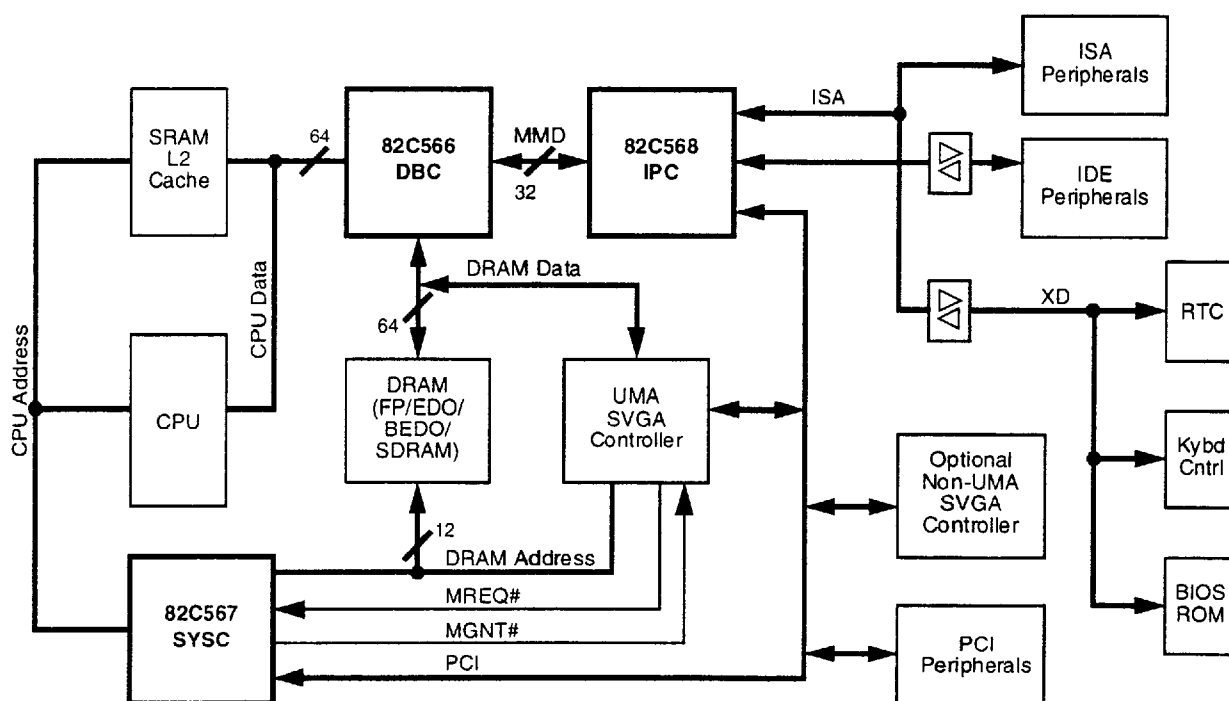 ISA
Peripherals
SRAM
L2
Cache
64
82C566
DBC
MMD
32
82C568
IPC
ISA
IDE
Peripherals
CPU Address
CPU Data
DRAM Data
64
XD
RTC
CPU
DRAM
(FP/EDO/
BEDO/
SDRAM)
UMA
SVGA
Controller
Optional
Non-UMA
SVGA
Controller
Kybd
Cntrl
12
DRAM Address
82C567
SYSC
MREQ#
MGNT#
PCI
PCI
Peripherals
BIOS
ROM